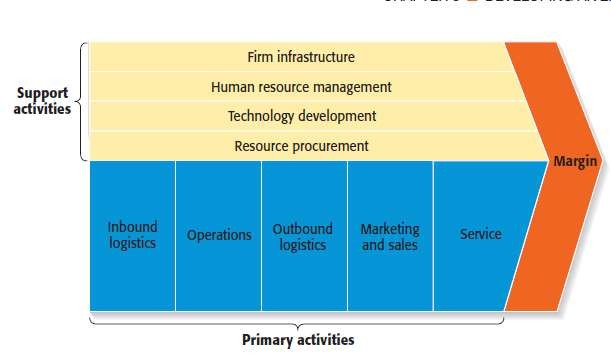 Support
activities
Firm infrastructure
Human resource management
Technology development
Resource procurement
Margin
Inbound
logistics
Operations
Outbound
logistics
Marketing
and sales
Service
Primary activities